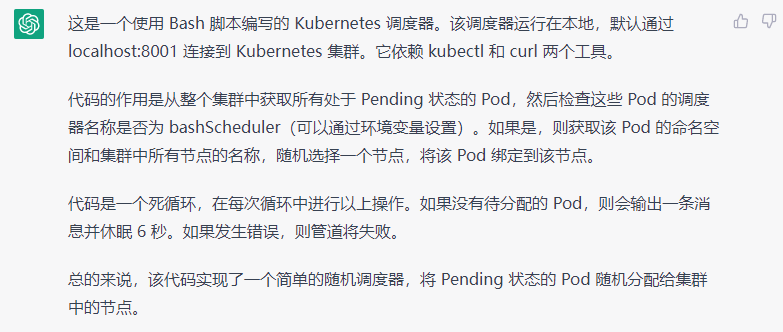 这是一个使用 Bash 脚本编写的 Kubernetes 调度器。该调度器运行在本地，默认通过
localhost:8001 连接到 Kubernetes 集群。它依赖 kubectl 和 curl 两个工具。
代码的作用是从整个集群中获取所有处于 Pending 状态的 Pod，然后检查这些 Pod 的调度
器名称是否为 bashScheduler（可以通过环境变量设置）。如果是，则获取该 Pod 的命名空
间和集群中所有节点的名称，随机选择一个节点，将该 Pod 绑定到该节点。
代码是一个死循环，在每次循环中进行以上操作。如果没有待分配的 Pod，则会输出一条消
息并休眠 6 秒。如果发生错误，则管道将失败。
总的来说，该代码实现了一个简单的随机调度器，将 Pending 状态的 Pod 随机分配给集群
中的节点。